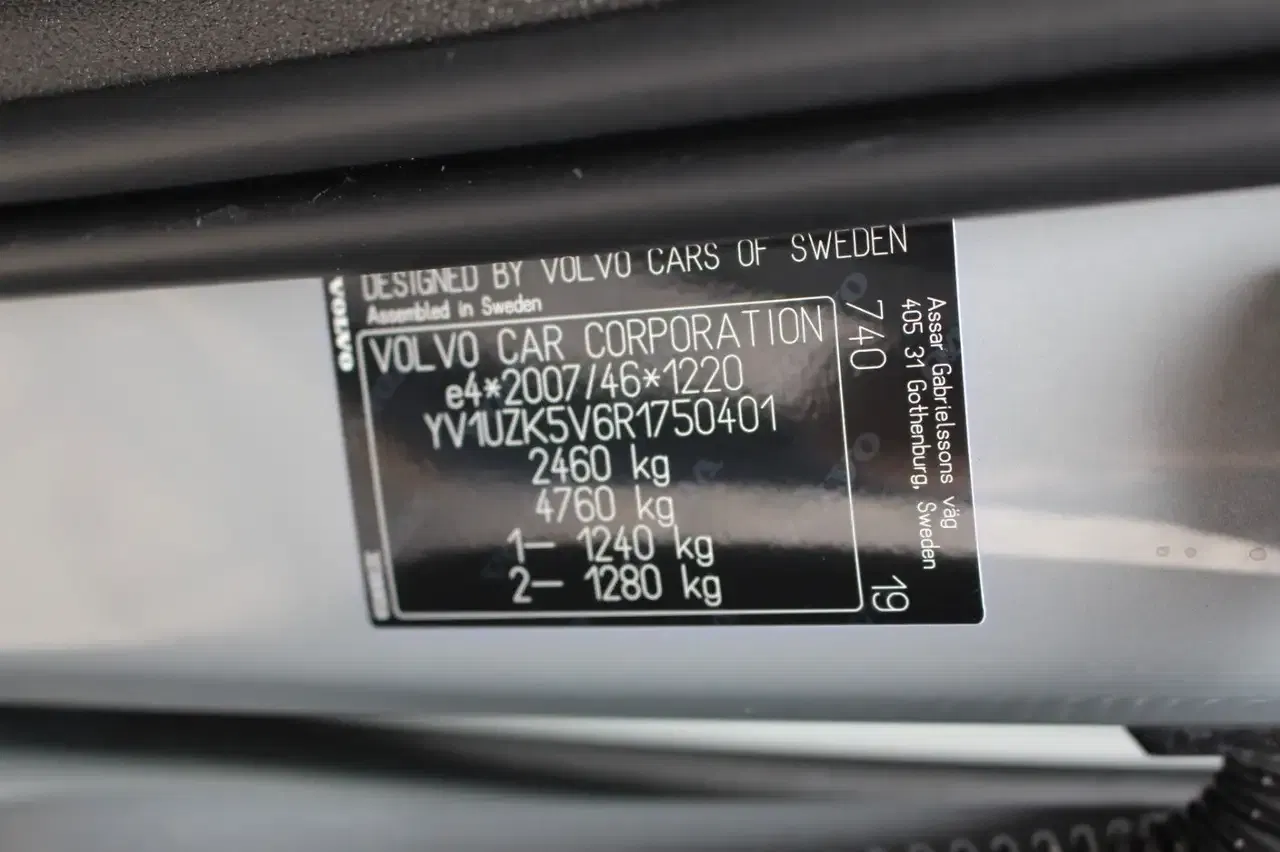 DESIGNED BY VOLVO CARS OF SWEDEN
Assembled in Sweden
VOLVO
VOLVO CAR CORPORATION
e4*2007/46*1220
YV1UZK5V6R1750401
2460 kg
4760 kg
1– 1240 kg
2– 1280 kg
740
19
Assar Gabrielssons väg
405 31 Gothenburg, Sweden